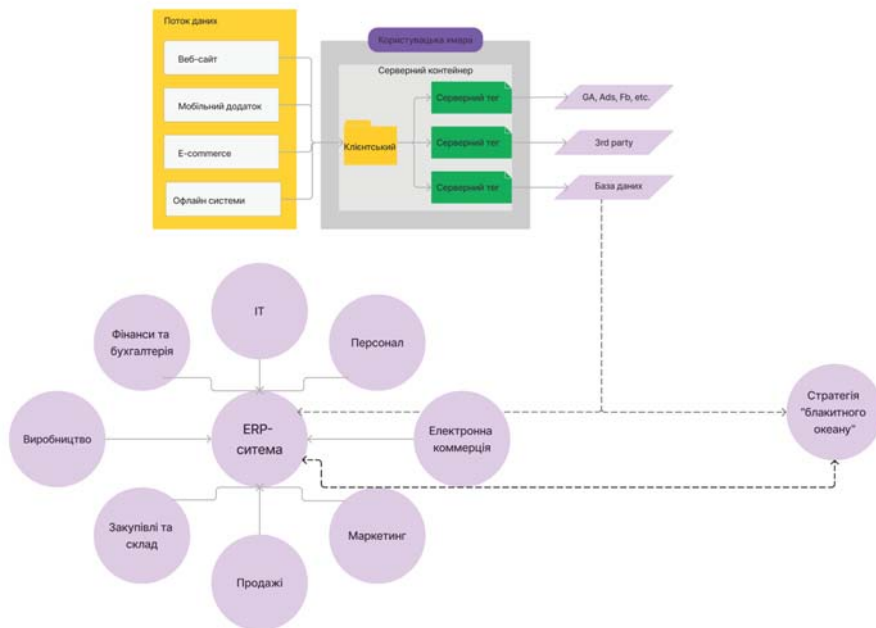 Поток даних
Веб-сайт
Мобільний додаток
E-commerce
Офлайн системи
Користувацька хмара
Серверний контейнер
Клієнтський
Серверний тег
Серверний тег
Серверний тег
GA, Ads, Fb, etc.
3rd party
База даних
IT
Фінанси та
бухгалтерія
Персонал
Виробництво
ERP-
ситема
Електронна
коммерція
Стратегія
"блакитного
океану"
Закупівлі та
склад
Маркетинг
Продажі